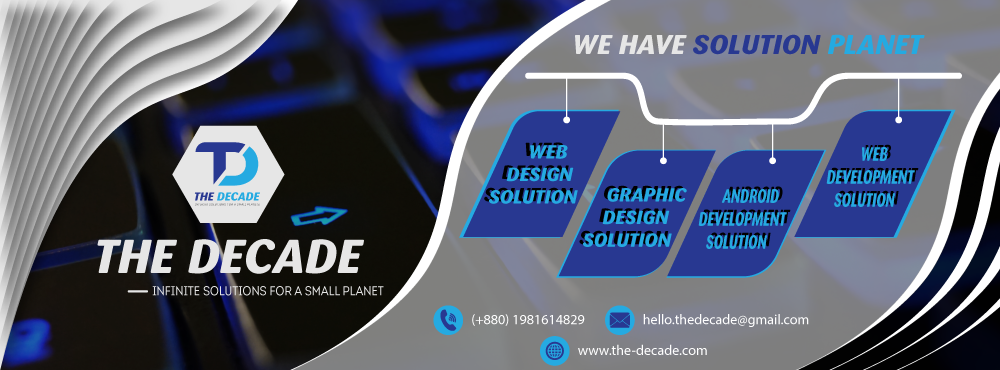 THE DECADE
THE DECADE
INFINITE SOLUTIONS FOR A SMALL PLANET
WE HAVE SOLUTION PLANET
WEB
DESIGN
SOLUTION
GRAPHIC
DESIGN
SOLUTION
ANDROID
DEVELOPMENT
SOLUTION
WEB
DEVELOPMENT
SOLUTION
(+880) 1981614829
hello.thedecade@gmail.com
www.the-decade.com